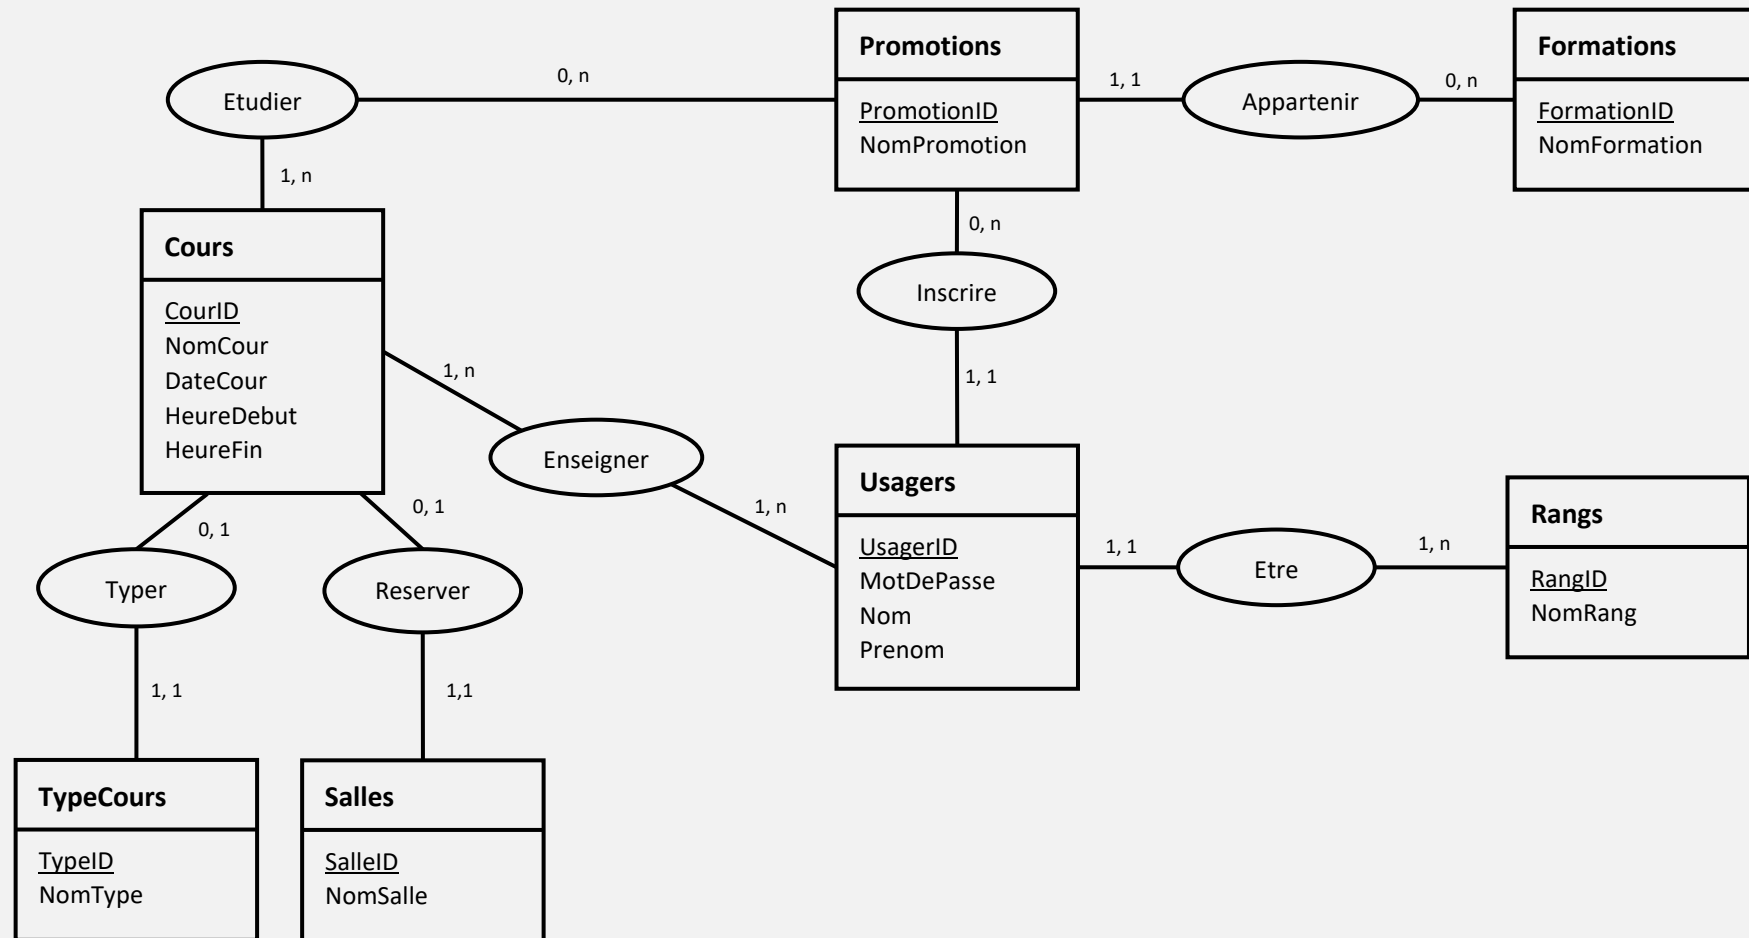 Promotions
PromotionID
NomPromotion
Formations
FormationID
NomFormation
Etudier
0, n
1, 1
Appartenir
0, n
1, n
0, n
Cours
CourID
NomCour
DateCour
HeureDebut
HeureFin
Inscrire
1, 1
1, n
Enseigner
1, n
Usagers
UsagerID
MotDePasse
Nom
Prenom
1, 1
Etre
1, n
Rangs
RangID
NomRang
0, 1
0, 1
Typer
Reserver
1, 1
1,1
TypeCours
TypeID
NomType
Salles
SalleID
NomSalle